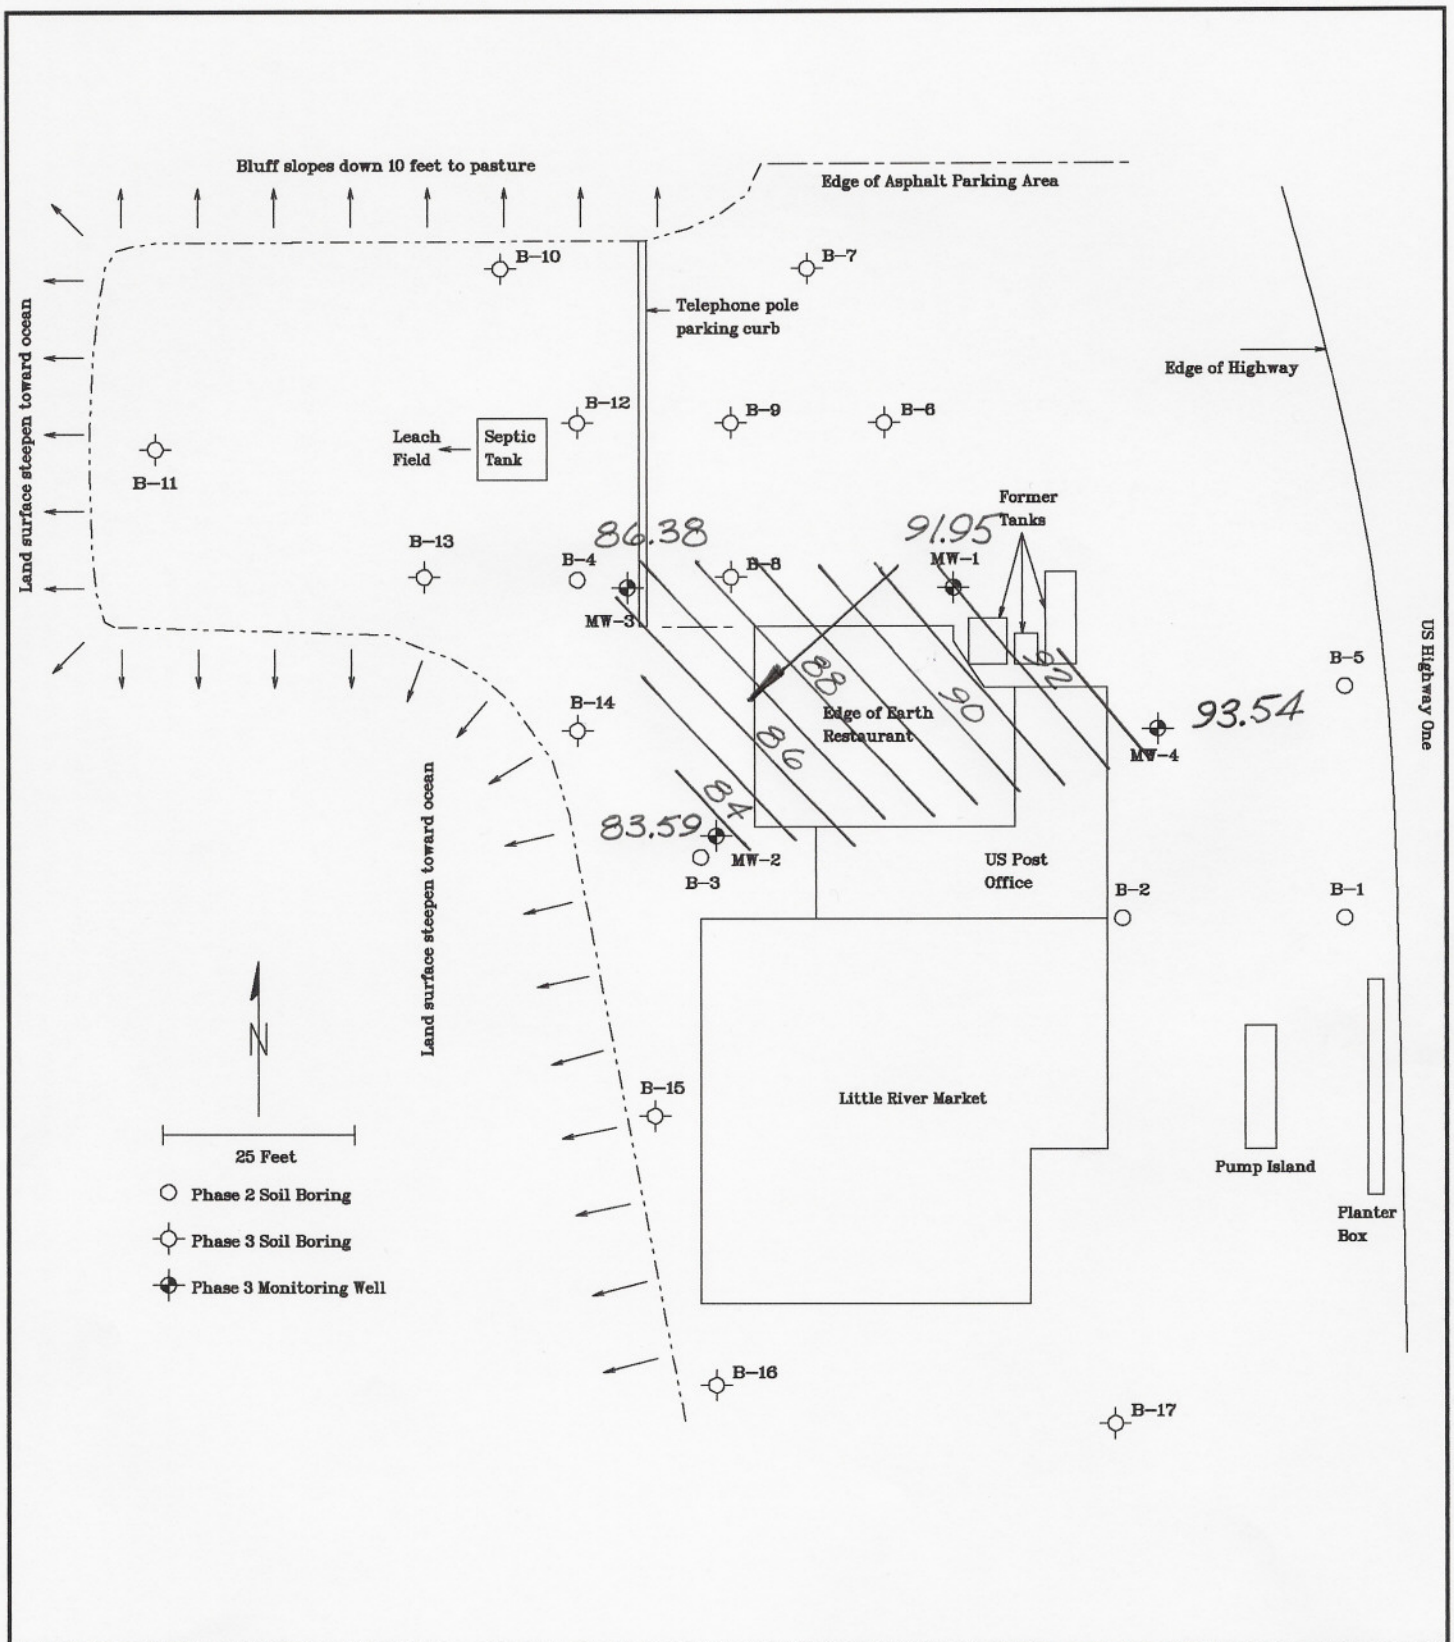 Bluff slopes down 10 feet to pasture
Edge of Asphalt Parking Area
B-10
B-7
Telephone pole
parking curb
Edge of Highway
Land surface steepen toward ocean
B-12
B-9
B-6
Leach
Field
Septic
Tank
B-11
Former
Tanks
86.38
91.95
B-13
B-4
B-8
MW-1
MW-3
US Highway One
B-5
92
88
90
B-14
Edge of Earth
Restaurant
93.54
MW-4
86
84
83.59
MW-2
B-3
US Post
Office
B-2
B-1
Land surface steepen toward ocean
N
B-15
Little River Market
25 Feet
Pump Island
Phase 2 Soil Boring
Planter
Box
Phase 3 Soil Boring
Phase 3 Monitoring Well
B-16
B-17